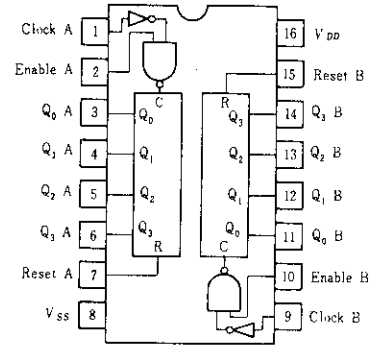 Clock A 1
Enable A 2
Q₀ A 3
Q₁ A 4
Q₂ A 5
Q₃ A 6
Reset A 7
V_SS 8
C
Q₀
Q₁
Q₂
Q₃
R
R
Q₃
Q₂
Q₁
Q₀
C
16 V_DD
15 Reset B
14 Q₃ B
13 Q₂ B
12 Q₁ B
11 Q₀ B
10 Enable B
9 Clock B